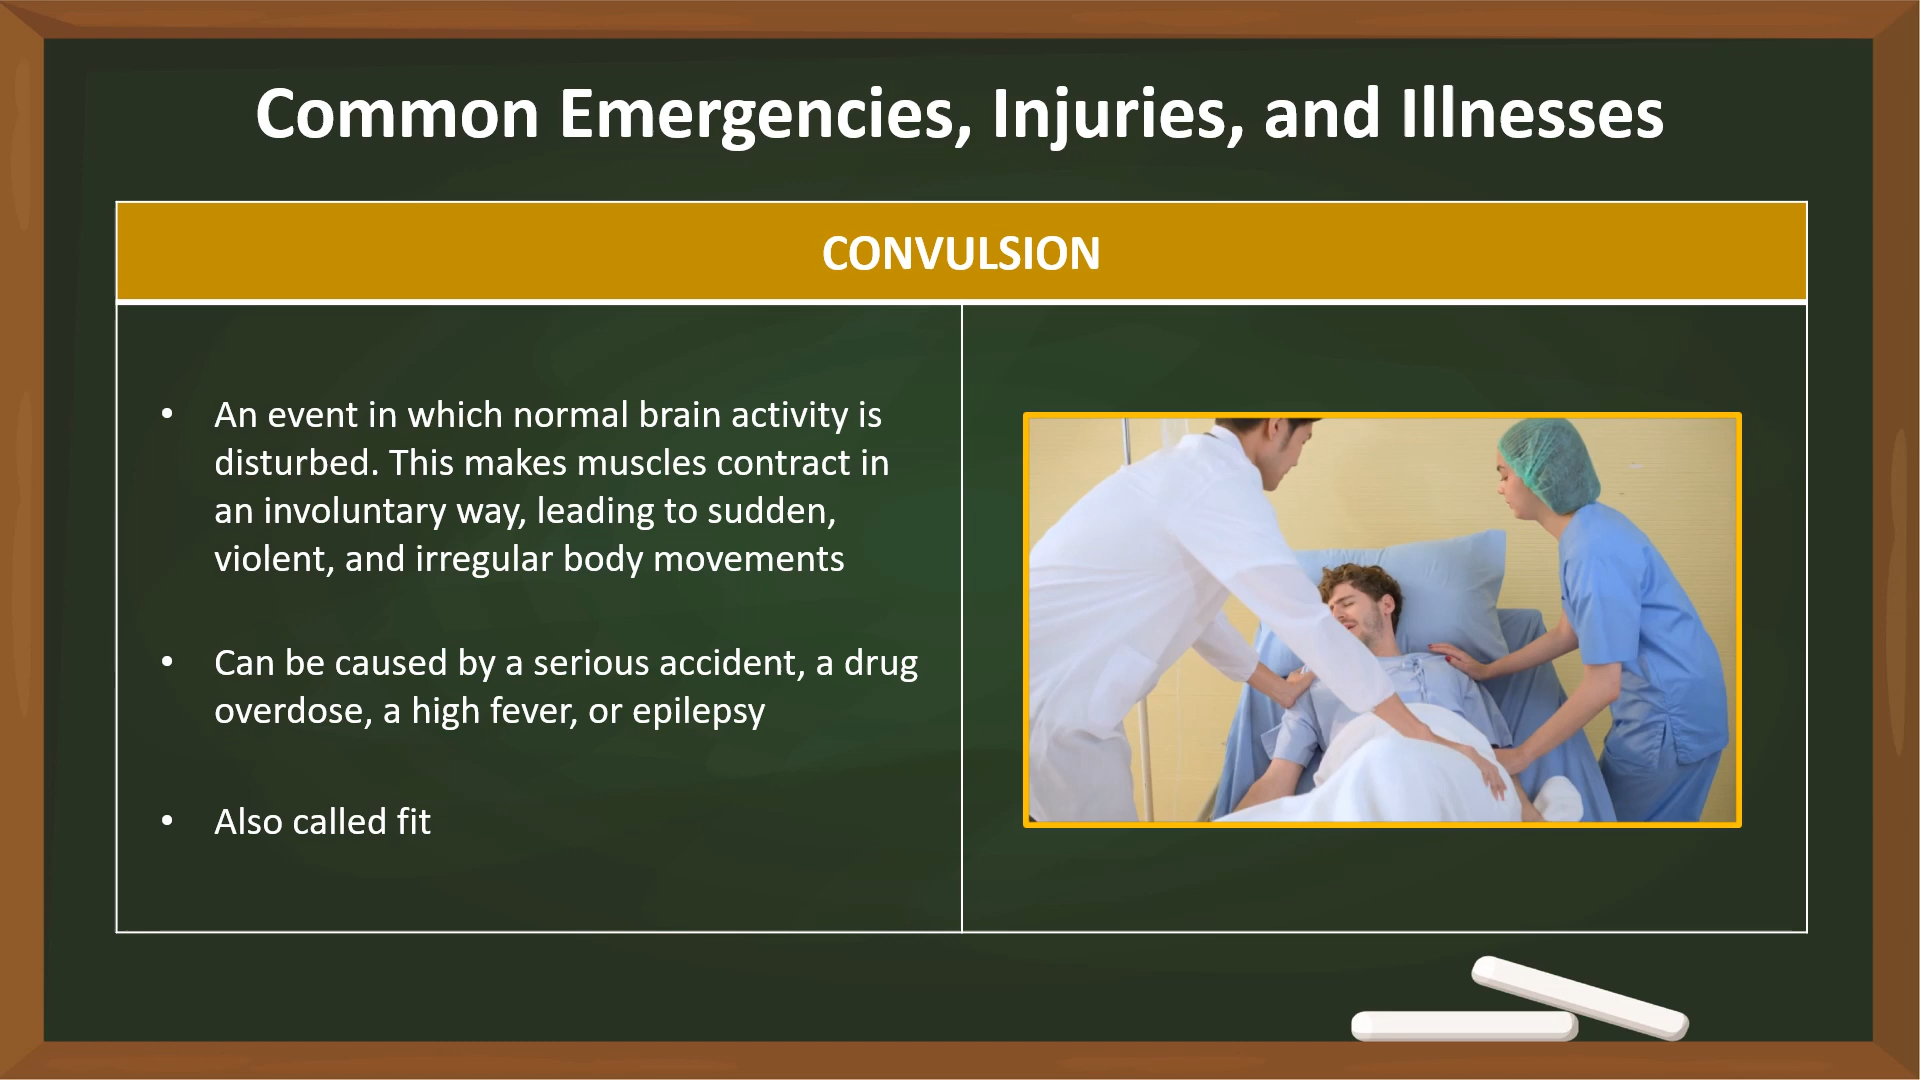 Common Emergencies, Injuries, and Illnesses
CONVULSION
• An event in which normal brain activity is
disturbed. This makes muscles contract in
an involuntary way, leading to sudden,
violent, and irregular body movements
• Can be caused by a serious accident, a drug
overdose, a high fever, or epilepsy
• Also called fit